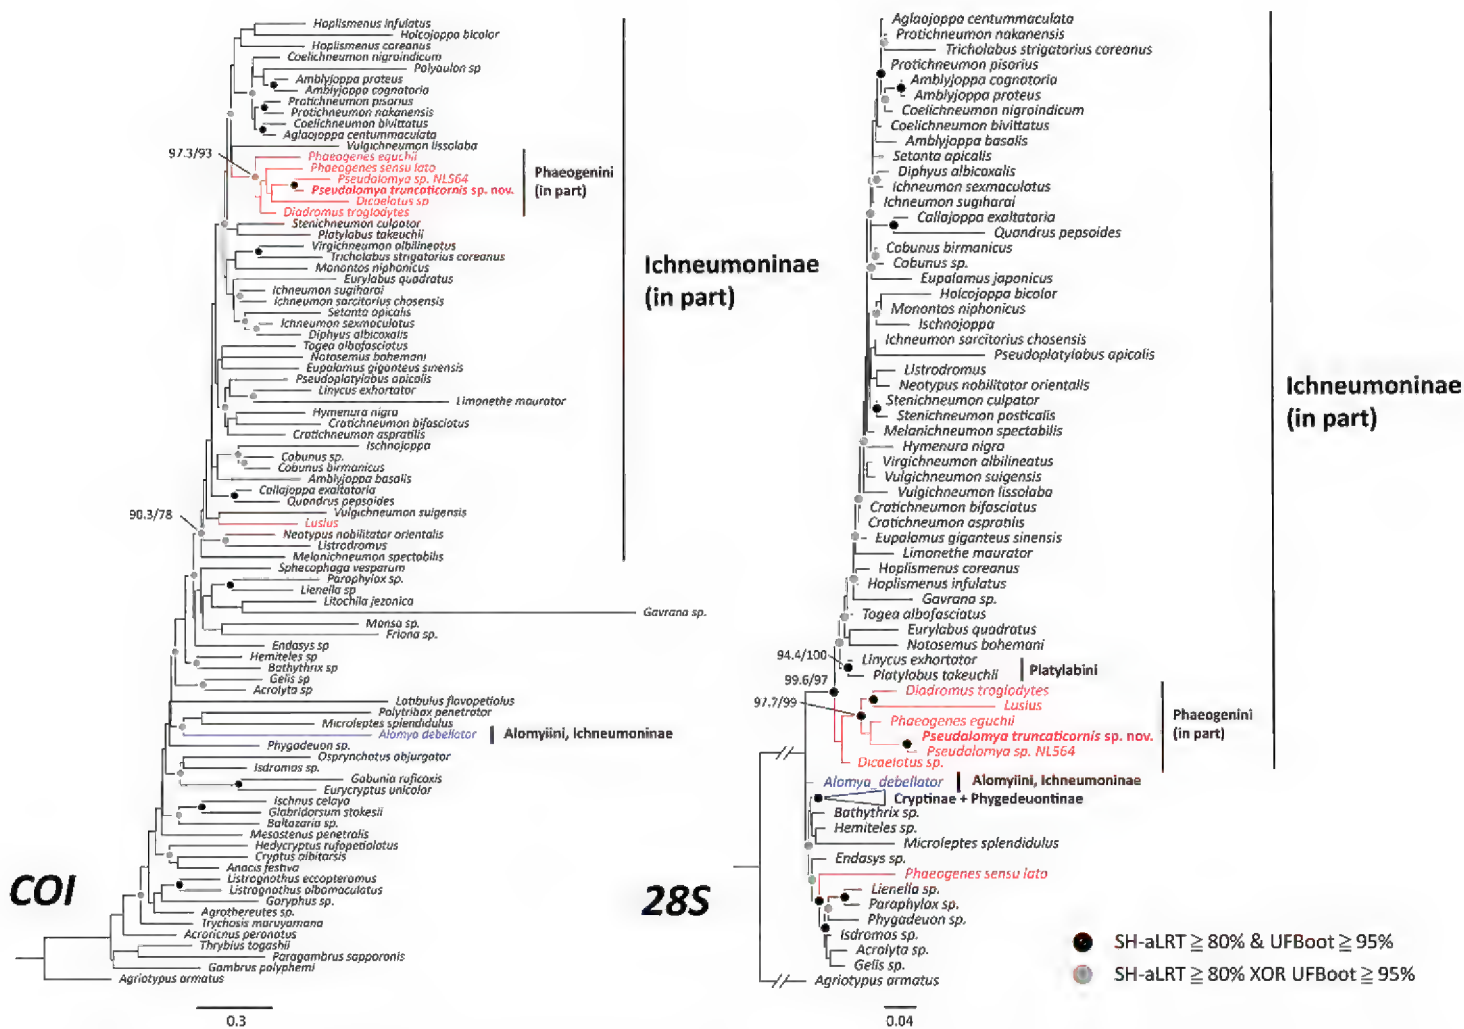 Hoplismenus infulatus
Holcojoppa bicolor
Hoplismenus coreanus
Coelichneumon nigroindicum
Polyaulon sp
Amblyjoppa proteus
Amblyjoppa cognatoria
Protichneumon pisorius
Protichneumon nakanensis
Coelichneumon bivittatus
Aglaojoppa centummaculata
Vulgichneumon lissolaba
97.3/93
Phaeogenes eguchii
Phaeogenes sensu lato
Pseudalomya sp. NLS64
Pseudalomya truncaticornis sp. nov.
Dicaelotus sp
Diadromus troglodytes
Phaeogenini
(in part)
Stenichneumon culpator
Platylabus takeuchii
Virgichneumon albilineatus
Tricholabus strigatorius coreanus
Monontos niphonicus
Eurylabus quadratus
Ichneumon sugiharai
Ichneumon sarcitorius chosensis
Setanta apicalis
Ichneumon sexmaculatus
Diphyus albicoxalis
Togea albofasciatus
Notosemus bohemani
Eupalamus giganteus sinensis
Pseudoplatylabus apicalis
Linycus exhortator
Limonethe maurator
Hymenura nigra
Cratichneumon bifasciatus
Cratichneumon aspratilis
Ischnojoppa
Cobunus sp.
Cobunus birmanicus
Amblyjoppa basalis
Callajoppa exaltatoria
Quandrus pepsoides
90.3/78
Vulgichneumon suigensis
Lusius
Neotypus nobilitator orientalis
Listrodromus
Melanichneumon spectabilis
Ichneumoninae
(in part)
Sphecophaga vesparum
Paraphylax sp.
Lienella sp
Litochila jezonica
Gavrana sp.
Mansa sp.
Friona sp.
Endasys sp
Hemiteles sp
Bathythrix sp
Gelis sp
Acrolyta sp
Latibulus flavopetiolus
Polytribax penetrator
Microleptes splendidulus
Alomya debellator
Alomyiini, Ichneumoninae
Phygadeuon sp.
Osprynchotus objurgator
Isdromas sp.
Gabunia ruficoxis
Eurycryptus unicolor
Ischnus celaya
Glabridorsum stokesii
Baltazaria sp.
Mesostenus penetralis
Hedycryptus rufopetiolatus
Cryptus albitarsis
Anacis festiva
Listrognathus eccopteromus
Listrognathus albomaculatus
Goryphus sp.
Agrothereutes sp.
Trychosis maruyamana
Acroricnus peronatus
Thrybius togashii
Paragambrus sapporonis
Gambrus polyphemi
Agriotypus armatus
COI
0.3
Aglaojoppa centummaculata
Protichneumon nakanensis
Tricholabus strigatorius coreanus
Protichneumon pisorius
Amblyjoppa cognatoria
Amblyjoppa proteus
Coelichneumon nigroindicum
Coelichneumon bivittatus
Amblyjoppa basalis
Setanta apicalis
Diphyus albicoxalis
Ichneumon sexmaculatus
Ichneumon sugiharai
Callajoppa exaltatoria
Quandrus pepsoides
Cobunus birmanicus
Cobunus sp.
Eupalamus japonicus
Holcojoppa bicolor
Monontos niphonicus
Ischnojoppa
Ichneumon sarcitorius chosensis
Pseudoplatylabus apicalis
Listrodromus
Neotypus nobilitator orientalis
Stenichneumon culpator
Stenichneumon posticalis
Melanichneumon spectabilis
Hymenura nigra
Virgichneumon albilineatus
Vulgichneumon suigensis
Vulgichneumon lissolaba
Cratichneumon bifasciatus
Cratichneumon aspratilis
Eupalamus giganteus sinensis
Limonethe maurator
Hoplismenus coreanus
Hoplismenus infulatus
Gavrana sp.
Togea albofasciatus
Eurylabus quadratus
Notosemus bohemani
94.4/100
Linycus exhortator
Platylabus takeuchii
Platylabini
99.6/97
97.7/99
Diadromus troglodytes
Lusius
Phaeogenes eguchii
Pseudalomya truncaticornis sp. nov.
Pseudalomya sp. NLS64
Dicaelotus sp.
Phaeogenini
(in part)
Ichneumoninae
(in part)
Alomya_debellator
Alomyiini, Ichneumoninae
Cryptinae + Phygedeuontinae
Bathythrix sp.
Hemiteles sp.
Microleptes splendidulus
Endasys sp.
Phaeogenes sensu lato
Lienella sp.
Paraphylax sp.
Phygadeuon sp.
Isdromas sp.
Acrolyta sp.
Gelis sp.
Agriotypus armatus
28S
0.04
SH-aLRT ≧ 80% & UFBoot ≧ 95%
SH-aLRT ≧ 80% XOR UFBoot ≧ 95%